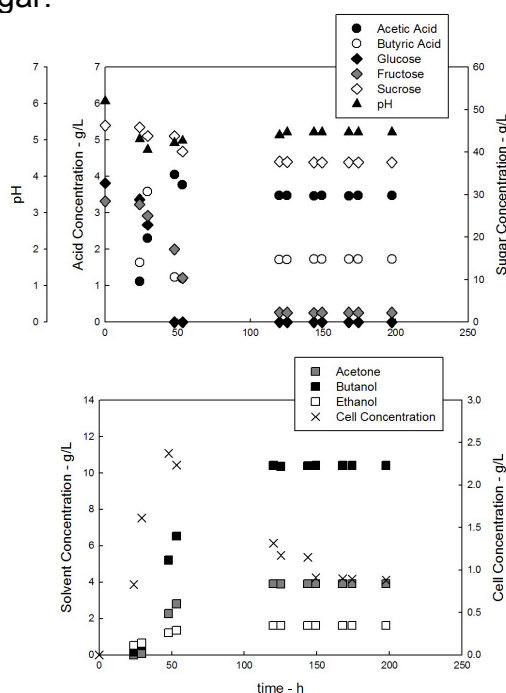 gar.
Acetic Acid
Butyric Acid
Glucose
Fructose
Sucrose
pH
7
6
5
4
3
2
1
0
pH
7
6
5
4
3
2
1
0
Acid Concentration - g/L
60
50
40
30
20
10
0
Sugar Concentration - g/L
0
50
100
150
200
250
Acetone
Butanol
Ethanol
Cell Concentration
14
12
10
8
6
4
2
0
Solvent Concentration - g/L
3.0
2.5
2.0
1.5
1.0
0.5
0.0
Cell Concentration - g/L
0
50
100
150
200
250
time - h